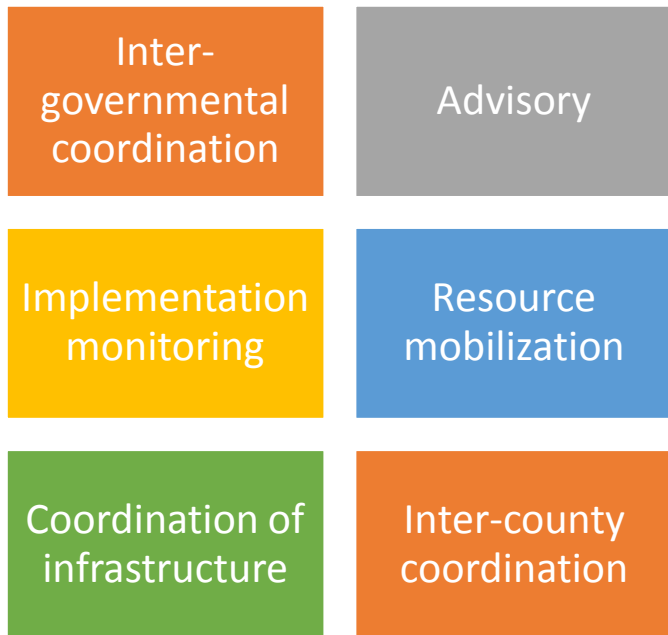 Inter-
governmental
coordination
Advisory
Implementation
monitoring
Resource
mobilization
Coordination of
infrastructure
Inter-county
coordination